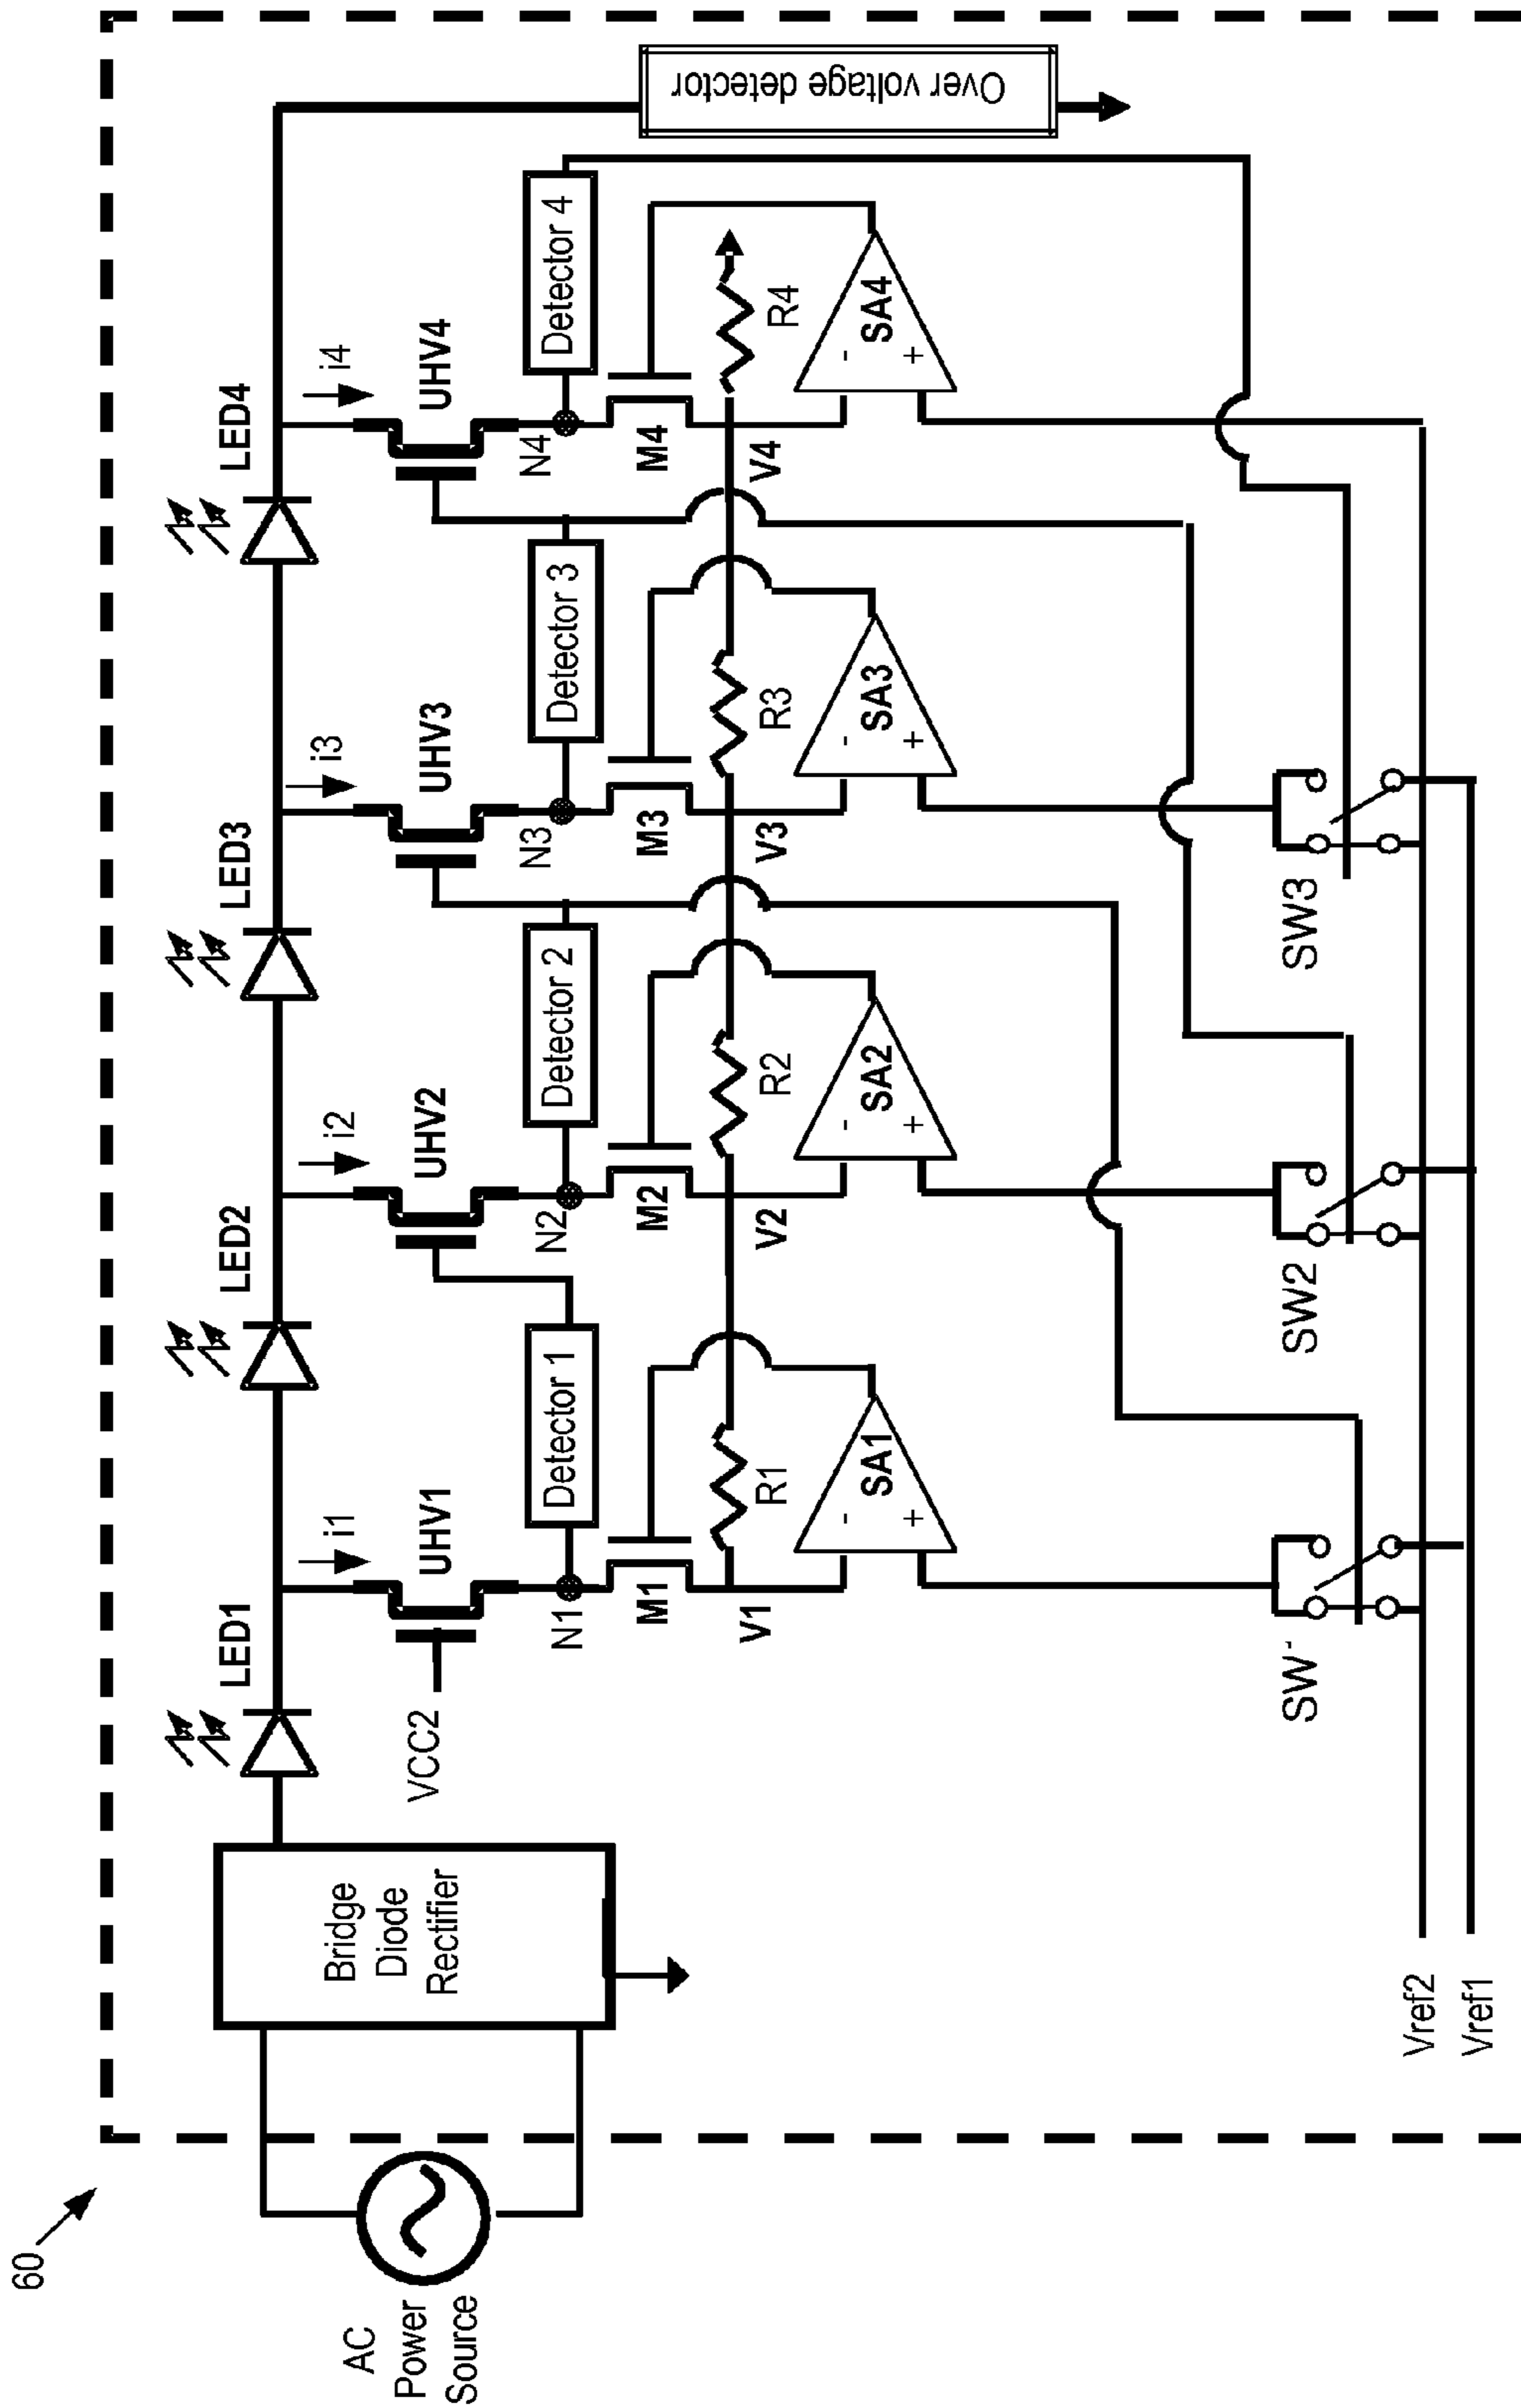 60
AC
Power
Source
Bridge
Diode
Rectifier
LED1
LED2
LED3
LED4
i1
i2
i3
i4
VCC2
UHV1
UHV2
UHV3
UHV4
N1
N2
N3
N4
Detector 1
Detector 2
Detector 3
Detector 4
Over voltage detector
M1
M2
M3
M4
V1
V2
V3
V4
R1
R2
R3
R4
- + SA1
- + SA2
- + SA3
- + SA4
SW
SW2
SW3
Vref2
Vref1